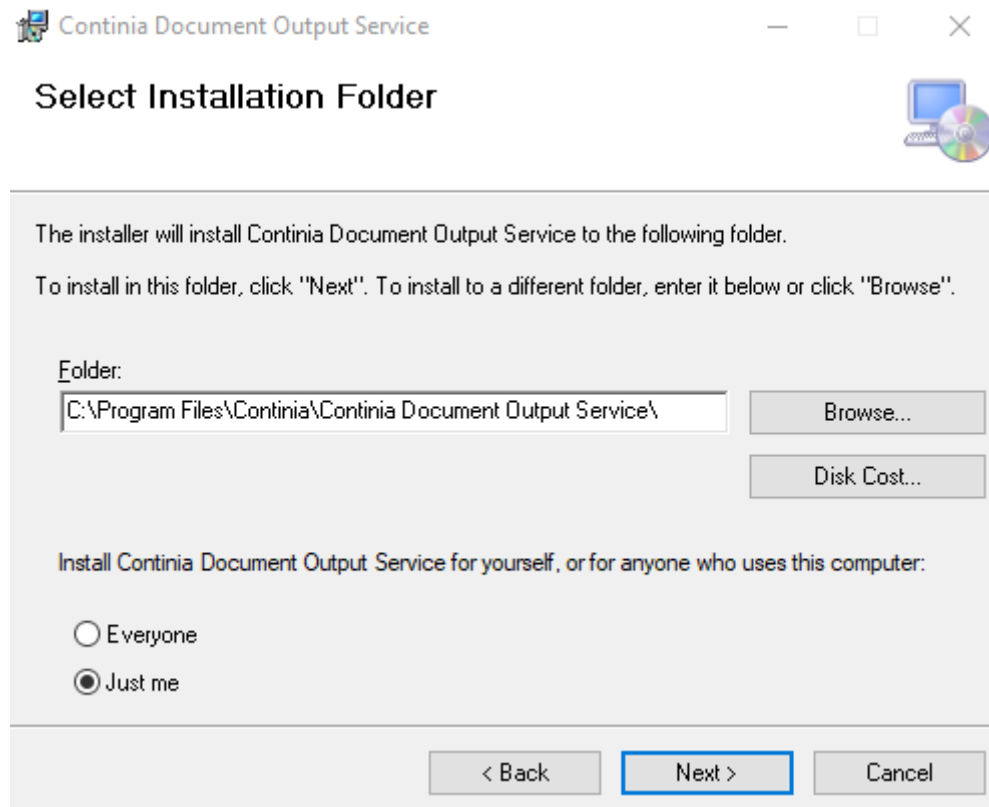 Continia Document Output Service
Select Installation Folder
The installer will install Continia Document Output Service to the following folder.
To install in this folder, click "Next". To install to a different folder, enter it below or click "Browse".
Folder:
C:\Program Files\Continia\Continia Document Output Service\
Browse...
Disk Cost...
Install Continia Document Output Service for yourself, or for anyone who uses this computer:
Everyone
Just me
< Back
Next >
Cancel